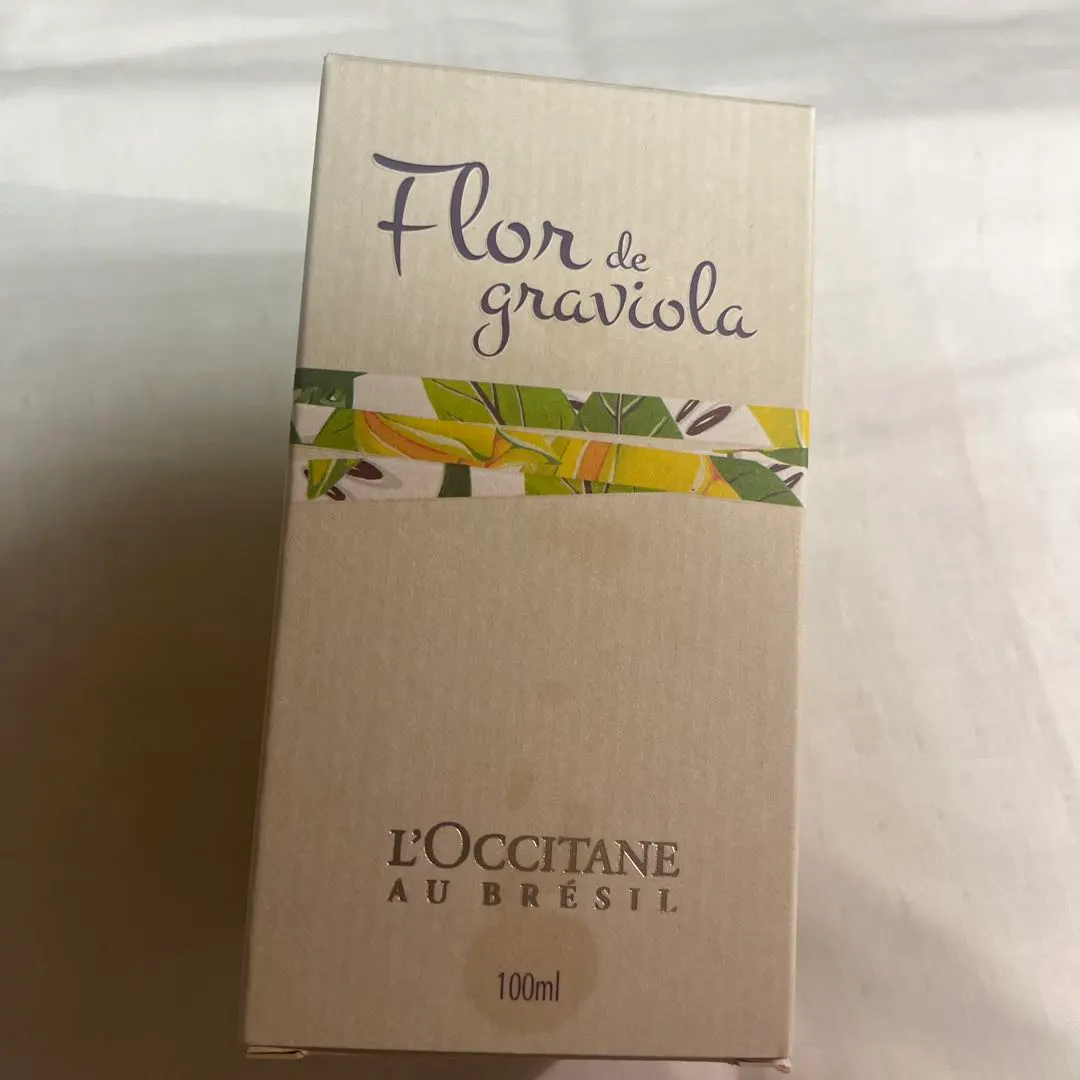 Flor de
graviola
L'OCCITANE
AU BRÉSIL
100ml